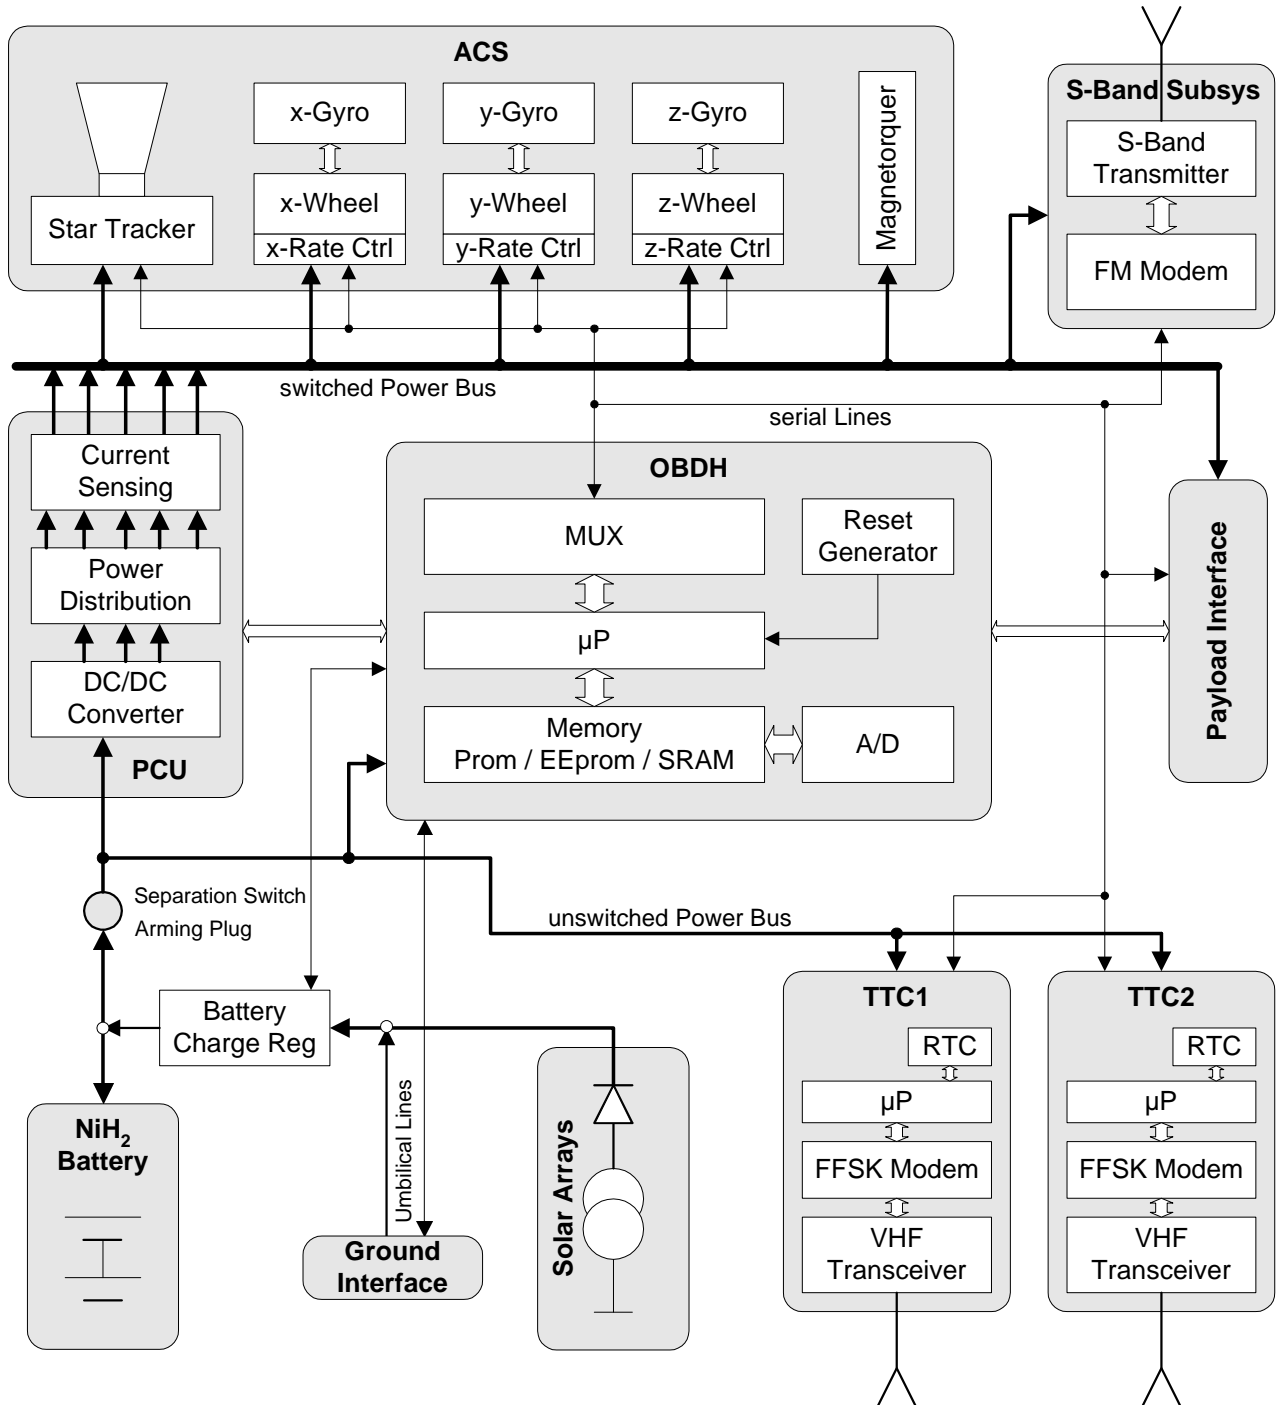 ACS
x-Gyro
y-Gyro
z-Gyro
Magnetorquer
Star Tracker
x-Wheel
y-Wheel
z-Wheel
x-Rate Ctrl
y-Rate Ctrl
z-Rate Ctrl
S-Band Subsys
S-Band
Transmitter
FM Modem
switched Power Bus
serial Lines
Current
Sensing
Power
Distribution
DC/DC
Converter
PCU
OBDH
MUX
Reset
Generator
µP
Memory
Prom / EEprom / SRAM
A/D
Payload Interface
Separation Switch
Arming Plug
unswitched Power Bus
Battery
Charge Reg
NiH2
Battery
Umbilical Lines
Ground
Interface
Solar Arrays
TTC1
RTC
µP
FFSK Modem
VHF
Transceiver
TTC2
RTC
µP
FFSK Modem
VHF
Transceiver